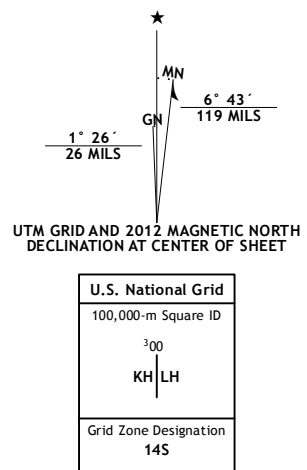 ★
MN
GN
6° 43´
119 MILS
1° 26´
26 MILS
UTM GRID AND 2012 MAGNETIC NORTH
DECLINATION AT CENTER OF SHEET
U.S. National Grid
100,000-m Square ID
³00
KH LH
Grid Zone Designation
14S